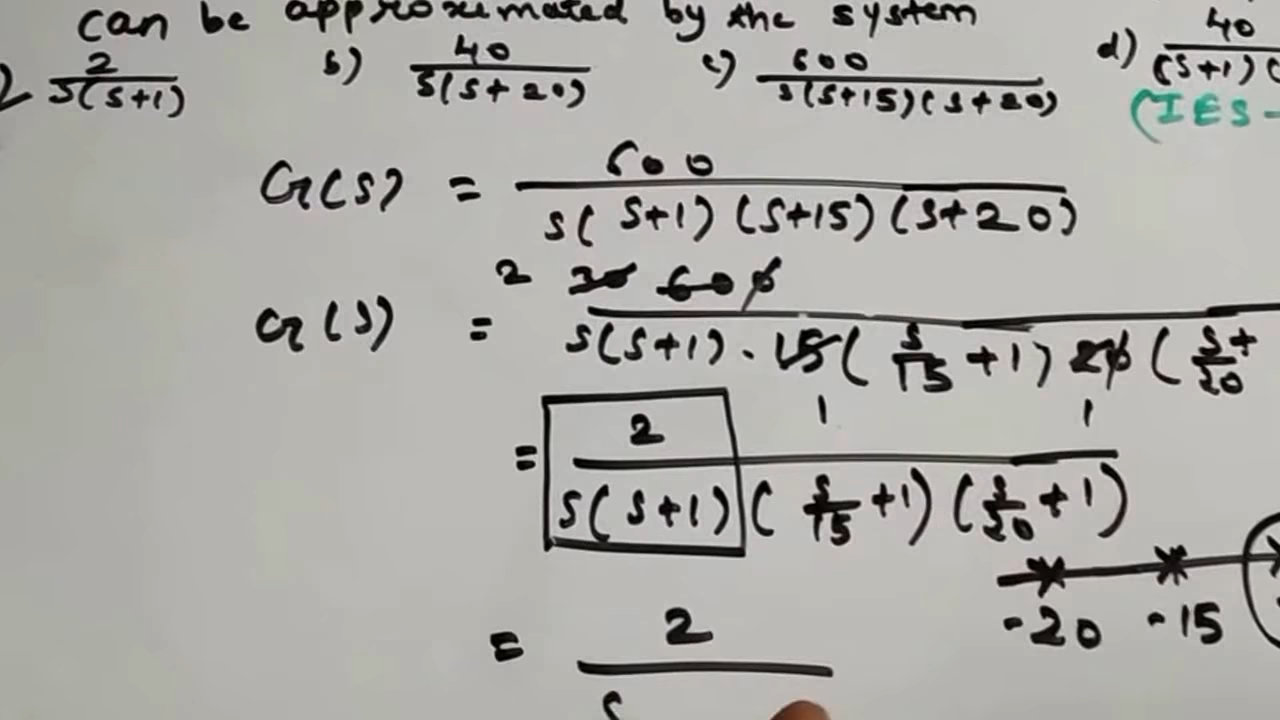 can be approximated by the system
2/(s(s+1)) b) 40/(s(s+20)) c) 600/(s(s+15)(s+20)) d) 40/((s+1)(
(IES-
G(s) = 600/(s(s+1)(s+15)(s+20))
2 30 600
G(s) = /(s(s+1).15(s/15+1)20(s/20+
1 1
= 2/(s(s+1)(s/15+1)(s/20+1))
-20 -15
= 2/s